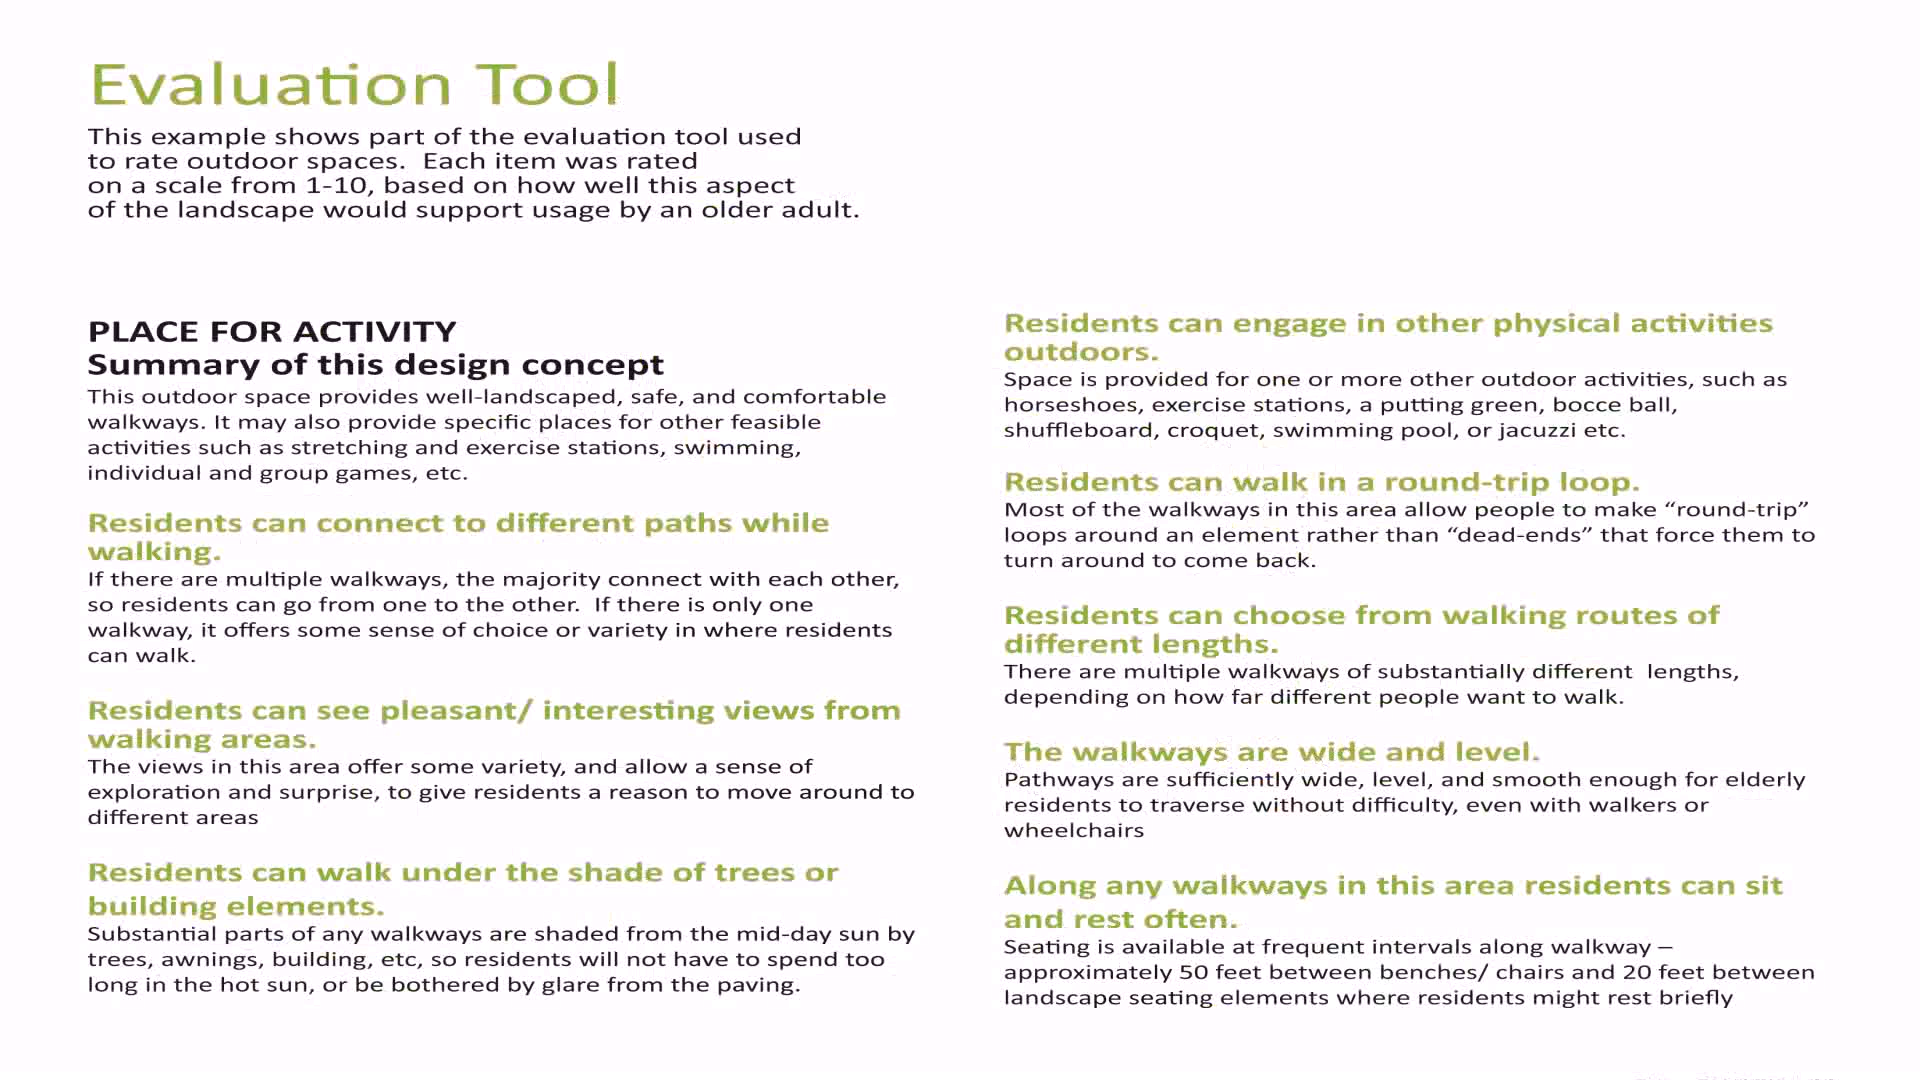 Evaluation Tool
This example shows part of the evaluation tool used
to rate outdoor spaces.  Each item was rated
on a scale from 1-10, based on how well this aspect
of the landscape would support usage by an older adult.
PLACE FOR ACTIVITY
Summary of this design concept
This outdoor space provides well-landscaped, safe, and comfortable
walkways. It may also provide specific places for other feasible
activities such as stretching and exercise stations, swimming,
individual and group games, etc.
Residents can connect to different paths while
walking.
If there are multiple walkways, the majority connect with each other,
so residents can go from one to the other.  If there is only one
walkway, it offers some sense of choice or variety in where residents
can walk.
Residents can see pleasant/ interesting views from
walking areas.
The views in this area offer some variety, and allow a sense of
exploration and surprise, to give residents a reason to move around to
different areas
Residents can walk under the shade of trees or
building elements.
Substantial parts of any walkways are shaded from the mid-day sun by
trees, awnings, building, etc, so residents will not have to spend too
long in the hot sun, or be bothered by glare from the paving.
Residents can engage in other physical activities
outdoors.
Space is provided for one or more other outdoor activities, such as
horseshoes, exercise stations, a putting green, bocce ball,
shuffleboard, croquet, swimming pool, or jacuzzi etc.
Residents can walk in a round-trip loop.
Most of the walkways in this area allow people to make “round-trip”
loops around an element rather than “dead-ends” that force them to
turn around to come back.
Residents can choose from walking routes of
different lengths.
There are multiple walkways of substantially different  lengths,
depending on how far different people want to walk.
The walkways are wide and level.
Pathways are sufficiently wide, level, and smooth enough for elderly
residents to traverse without difficulty, even with walkers or
wheelchairs
Along any walkways in this area residents can sit
and rest often.
Seating is available at frequent intervals along walkway –
approximately 50 feet between benches/ chairs and 20 feet between
landscape seating elements where residents might rest briefly